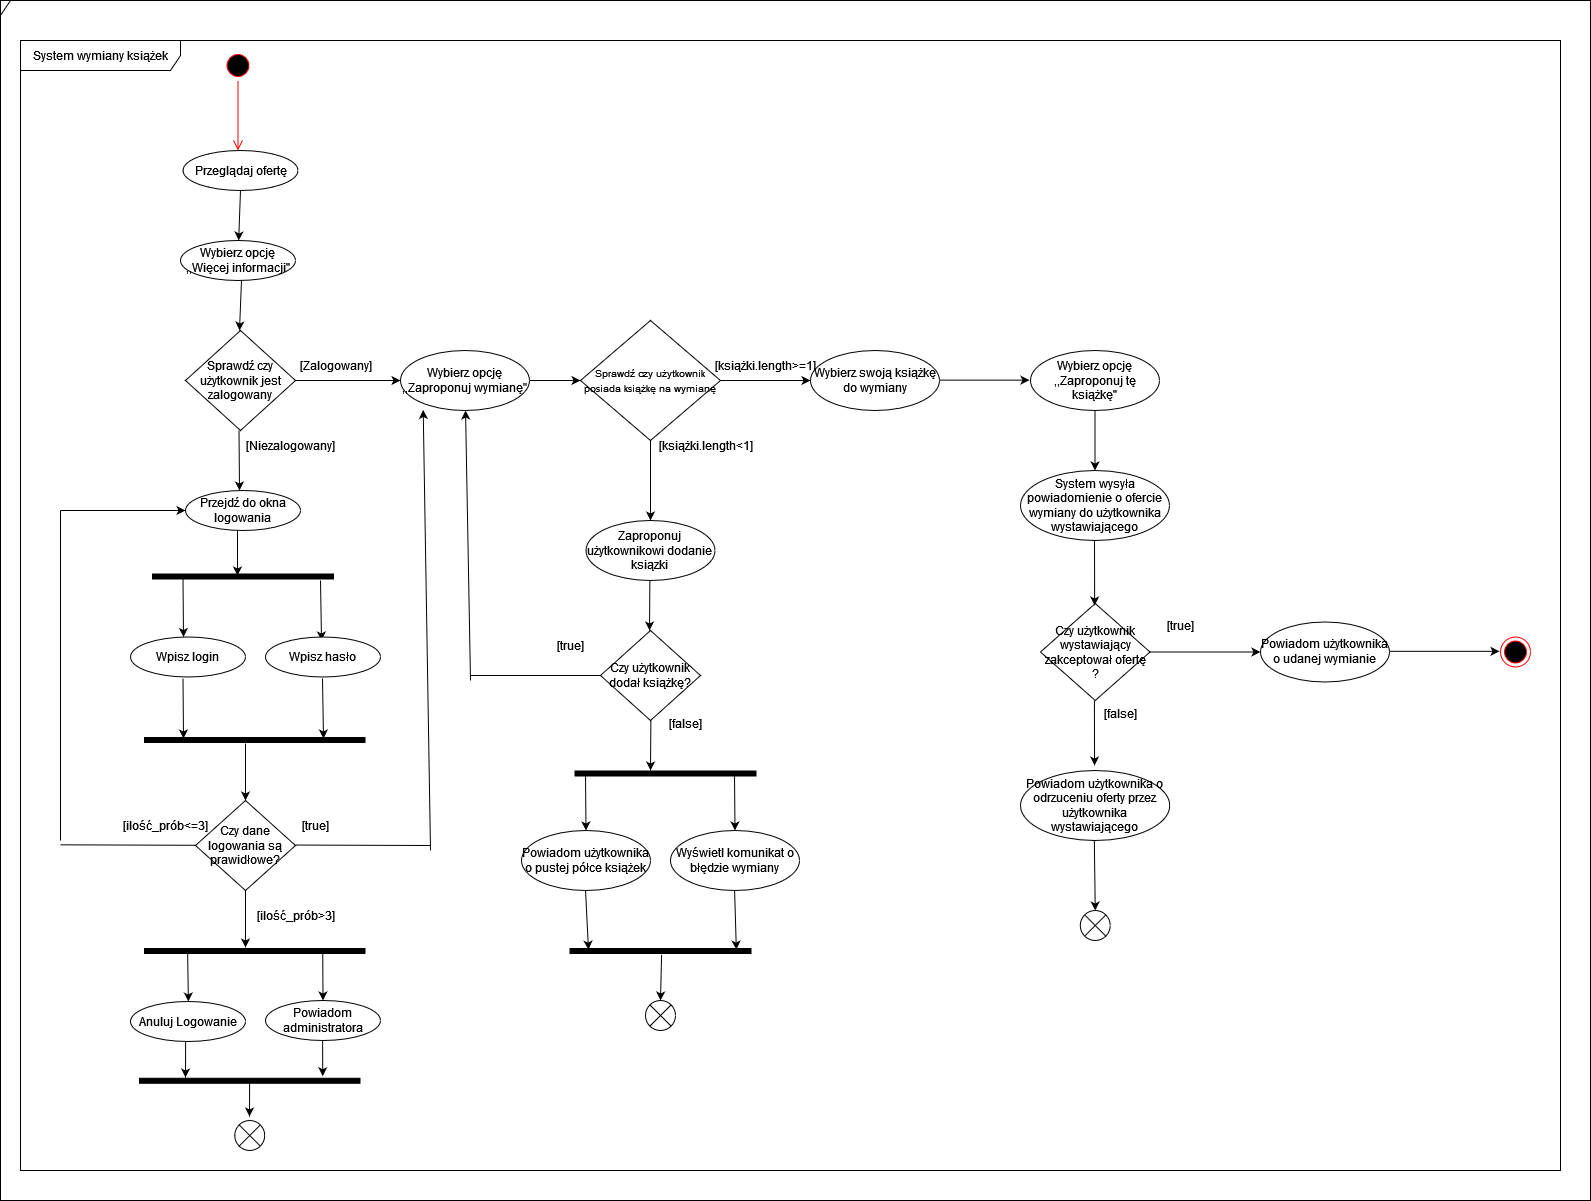 System wymiany książek
Przeglądaj ofertę
Wybierz opcję
,,Więcej informacji"
Sprawdź czy
użytkownik jest
zalogowany
[Zalogowany]
[Niezalogowany]
Wybierz opcję
,,Zaproponuj wymianę"
Sprawdź czy użytkownik
posiada książkę na wymianę
[książki.length>=1]
[książki.length<1]
Wybierz swoją książkę
do wymiany
Wybierz opcję
,,Zaproponuj tę
książkę"
Przejdź do okna
logowania
Wpisz login
Wpisz hasło
[ilość_prób<=3]
Czy dane
logowania są
prawidłowe?
[true]
[ilość_prób>3]
Anuluj Logowanie
Powiadom
administratora
Zaproponuj
użytkownikowi dodanie
ksiązki
[true]
Czy użytkownik
dodał książkę?
[false]
Powiadom użytkownika
o pustej półce książek
Wyświetl komunikat o
błędzie wymiany
System wysyła
powiadomienie o ofercie
wymiany do użytkownika
wystawiającego
Czy użytkownik
wystawiający
zakceptował ofertę
?
[true]
[false]
Powiadom użytkownika
o udanej wymianie
Powiadom użytkownika o
odrzuceniu oferty przez
użytkownika
wystawiającego